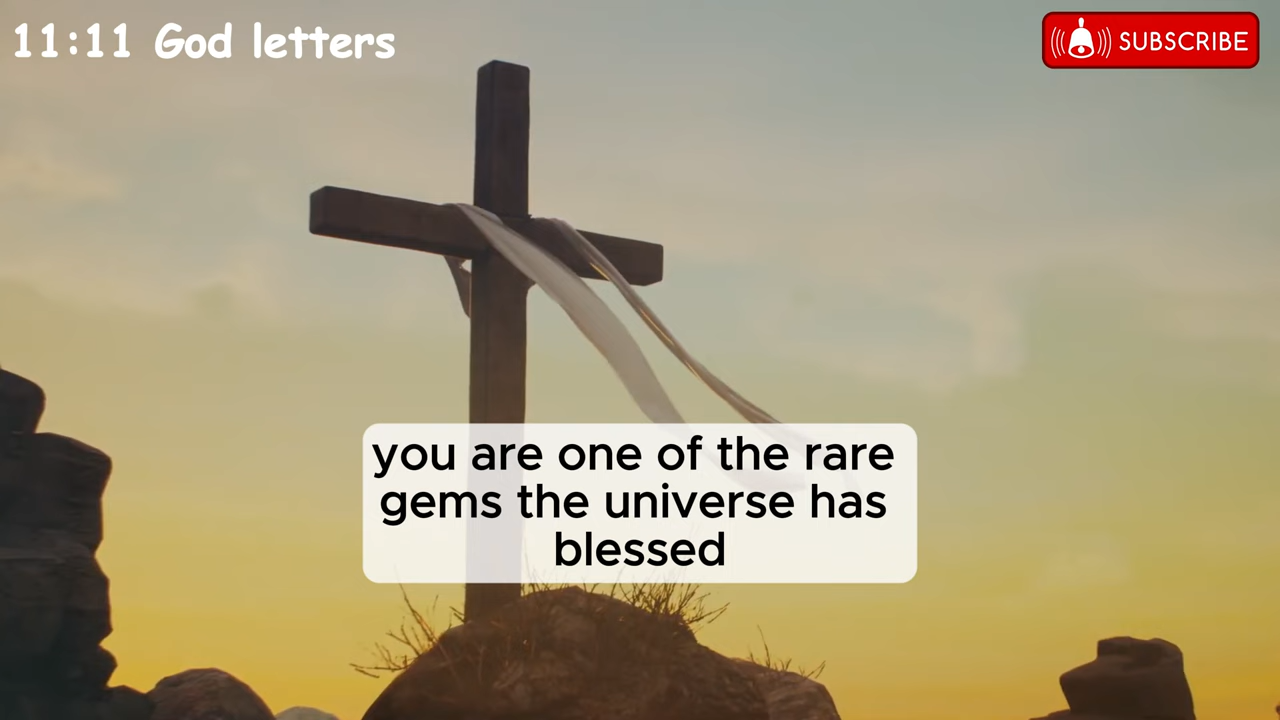 11:11 God letters
SUBSCRIBE
you are one of the rare
gems the universe has
blessed